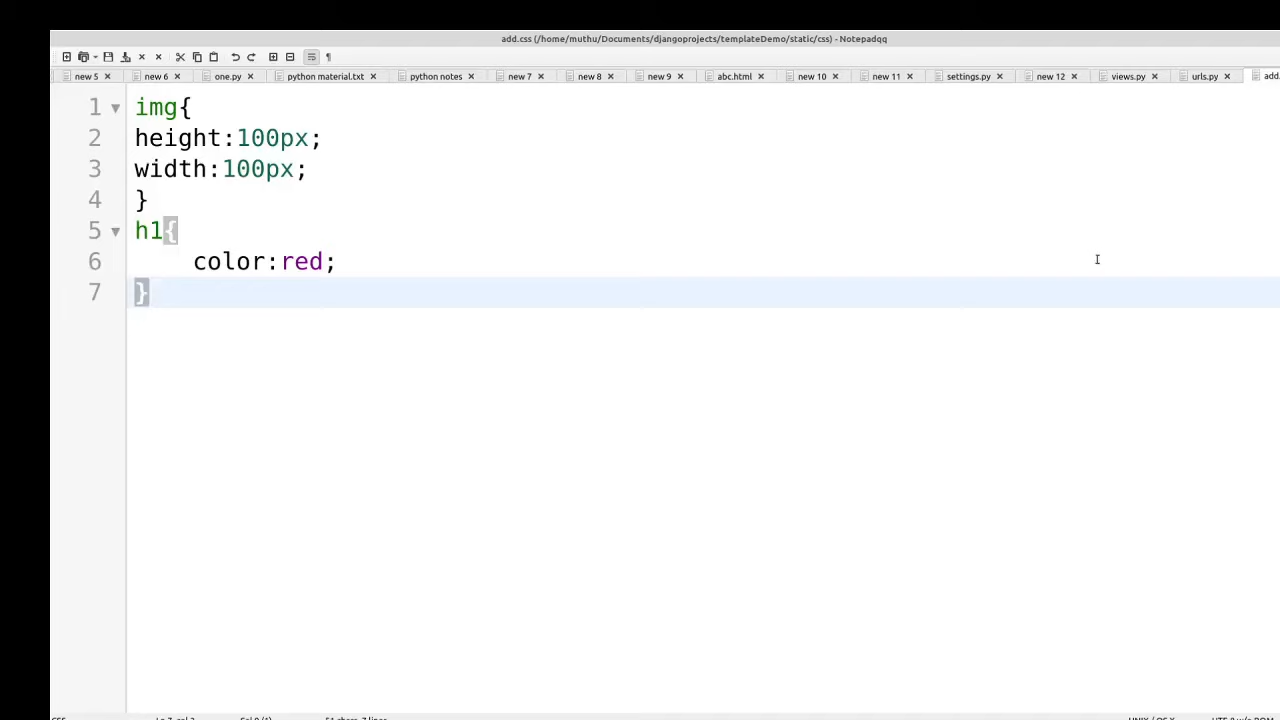 add.css (/home/muthu/Documents/djangoprojects/templateDemo/static/css) - Notepadqq
new 5 new 6 one.py python material.txt python notes new 7 new 8 new 9 abc.html new 10 new 11 settings.py new 12 views.py urls.py add.
1 img{
2 height:100px;
3 width:100px;
4 }
5 h1{
6 color:red;
7 }